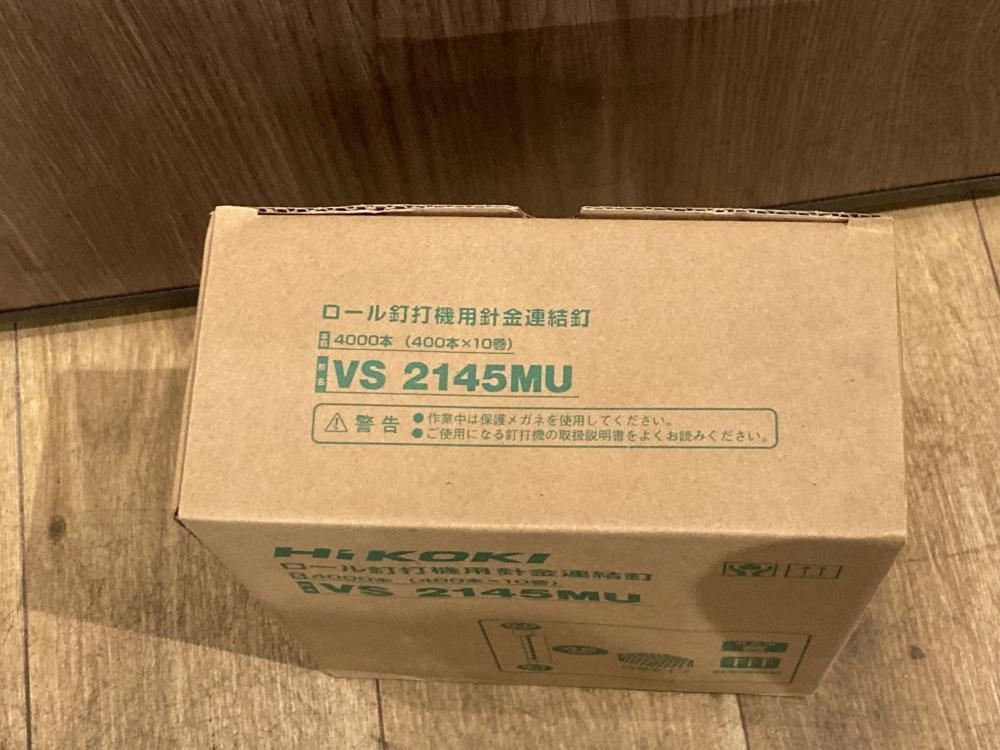 ロール釘打機用針金連結釘
本数 4000本 (400本×10巻)
形名 VS 2145MU
警告 ●作業中は保護メガネを使用してください。
●ご使用になる釘打機の取扱説明書をよくお読みください。
HiKOKI
ロール釘打機用針金連結釘
4000本 (400本×10巻)
VS 2145MU